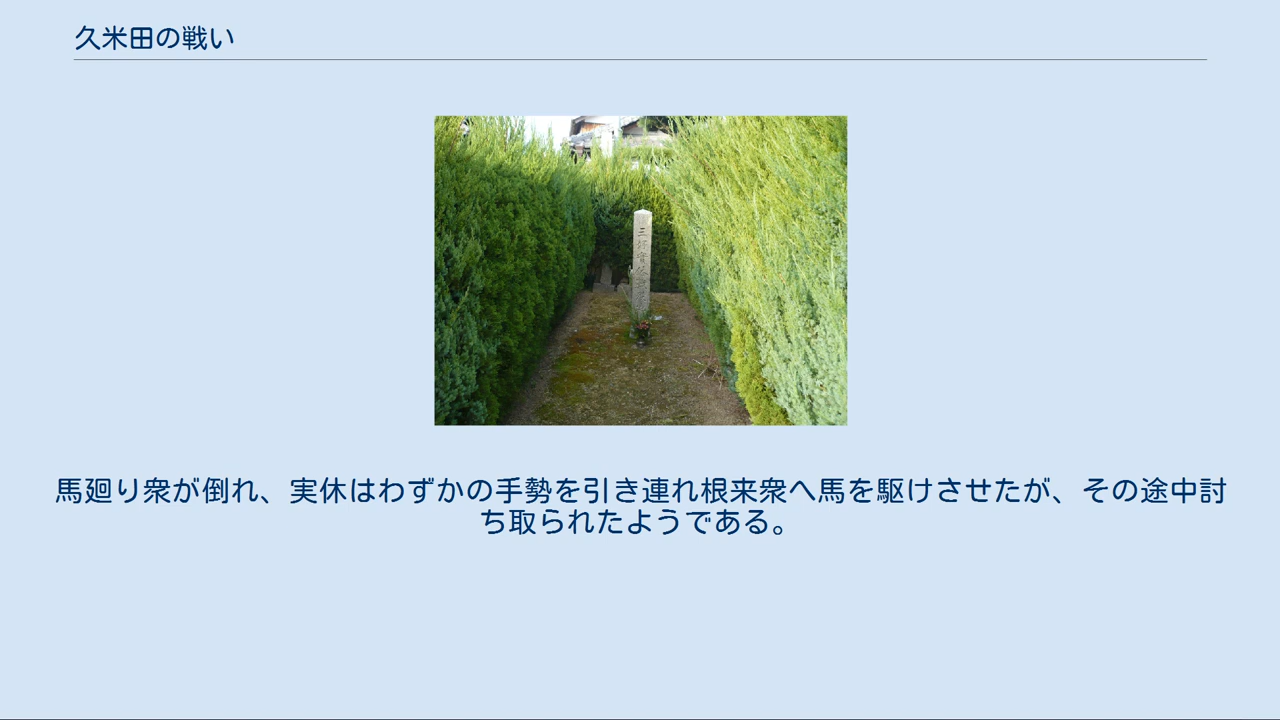 久米田の戦い
馬廻り衆が倒れ、実休はわずかの手勢を引き連れ根来衆へ馬を駆けさせたが、その途中討
ち取られたようである。